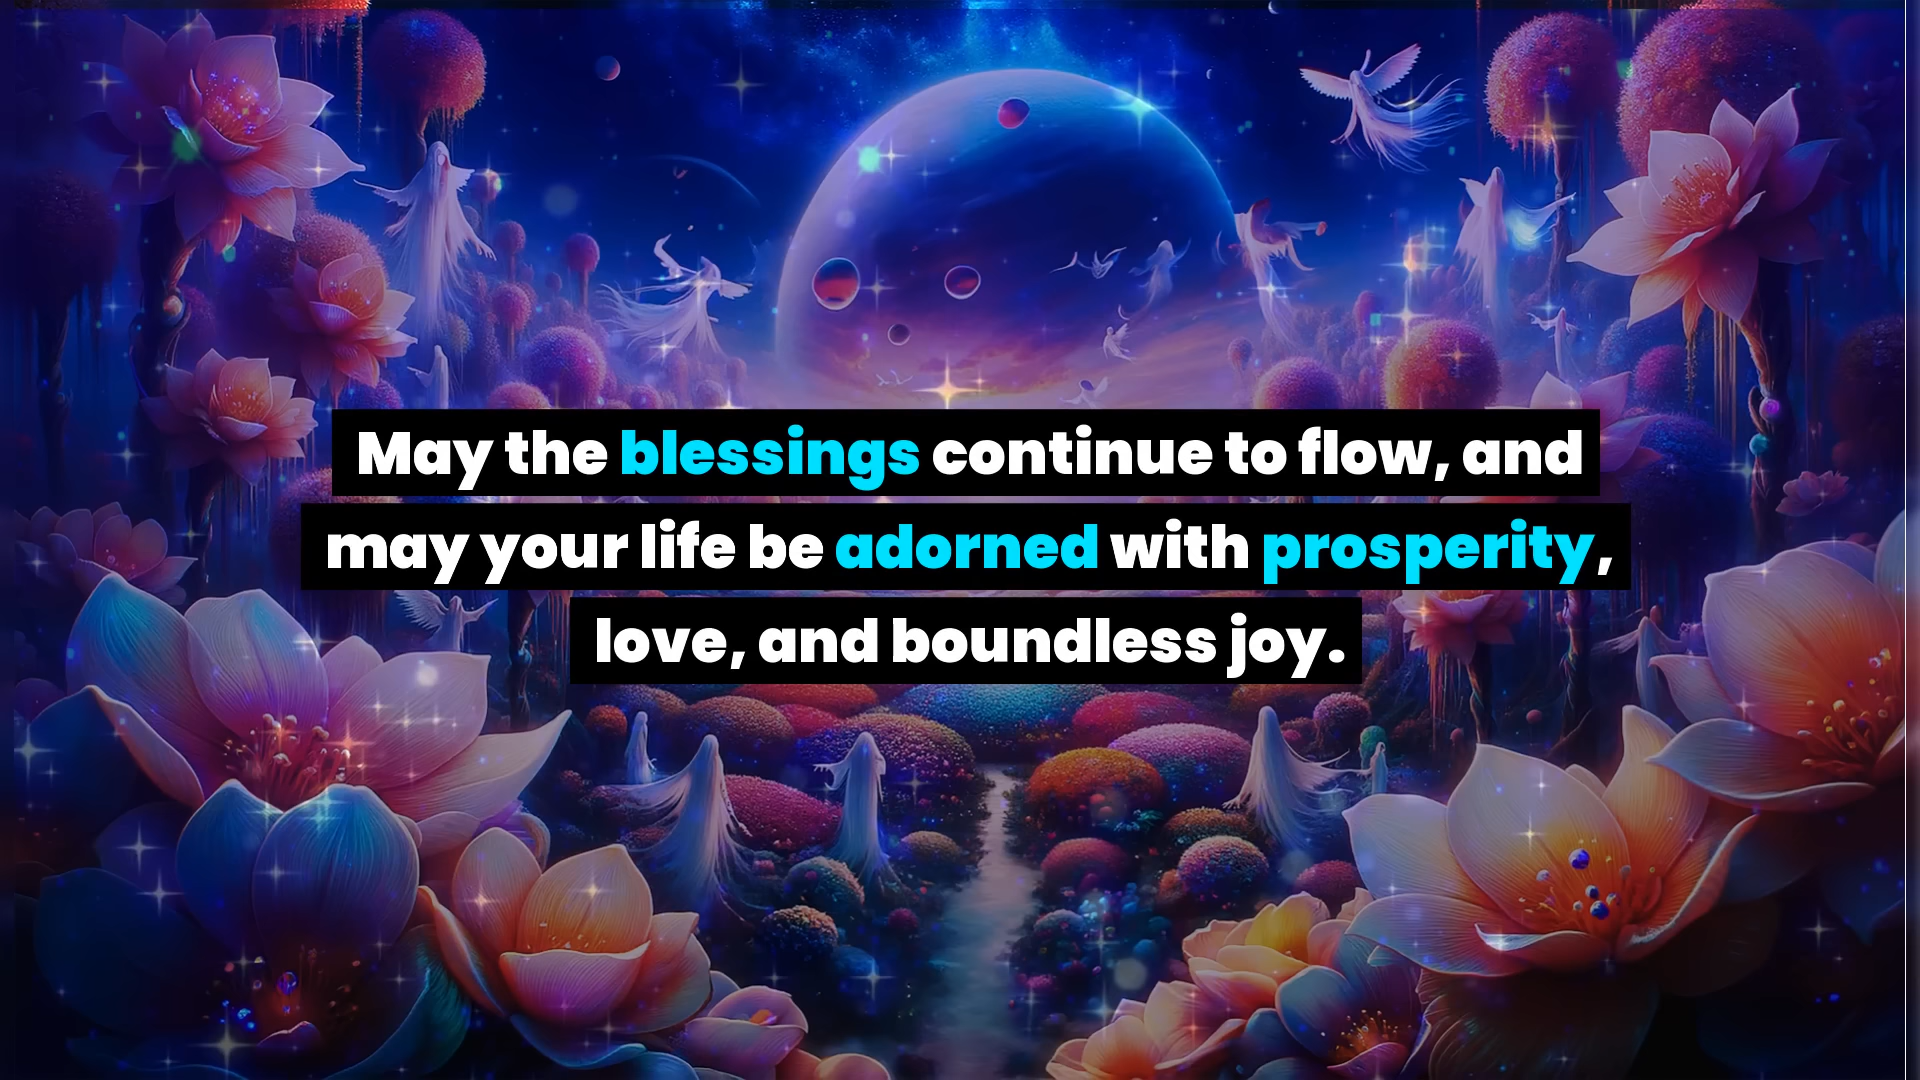 May the blessings continue to flow, and
may your life be adorned with prosperity,
love, and boundless joy.